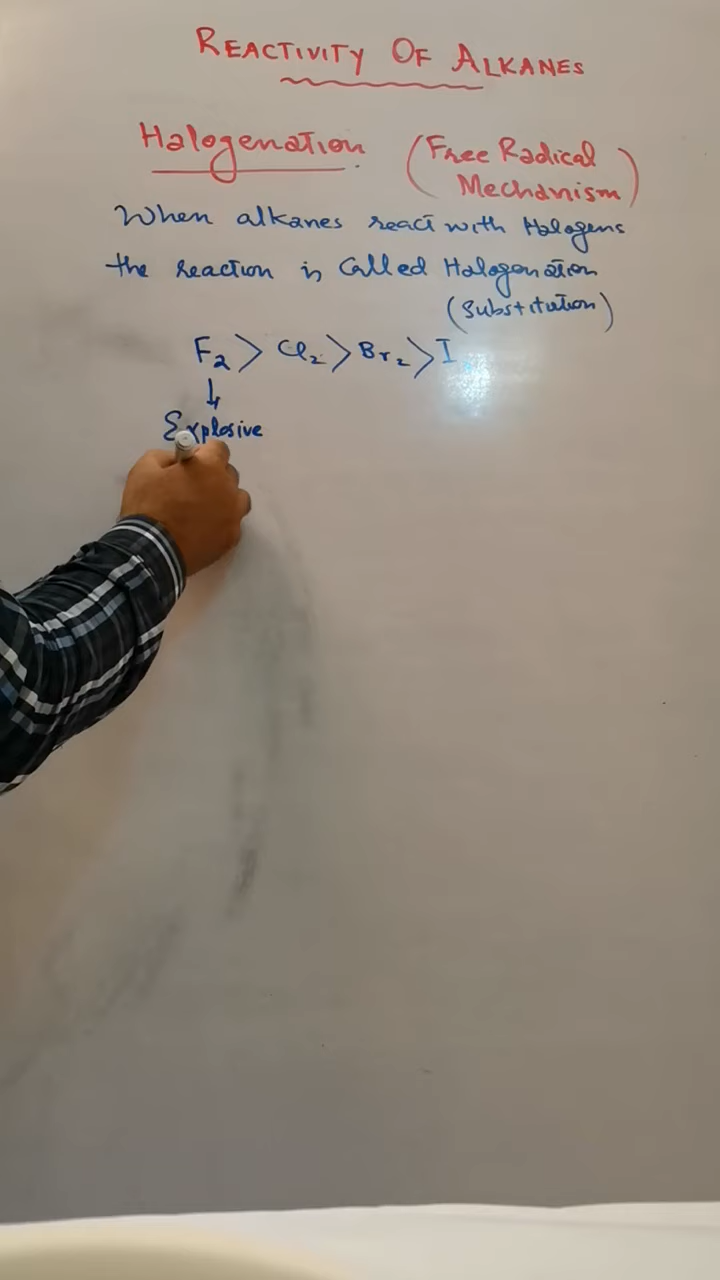 REACTIVITY OF ALKANES
Halogenation (Free Radical Mechanism)
When alkanes react with Halogens
the reaction is Called Halogenation
(Substitution)
F₂ > Cl₂ > Br₂ > I₂
↓
Explosive